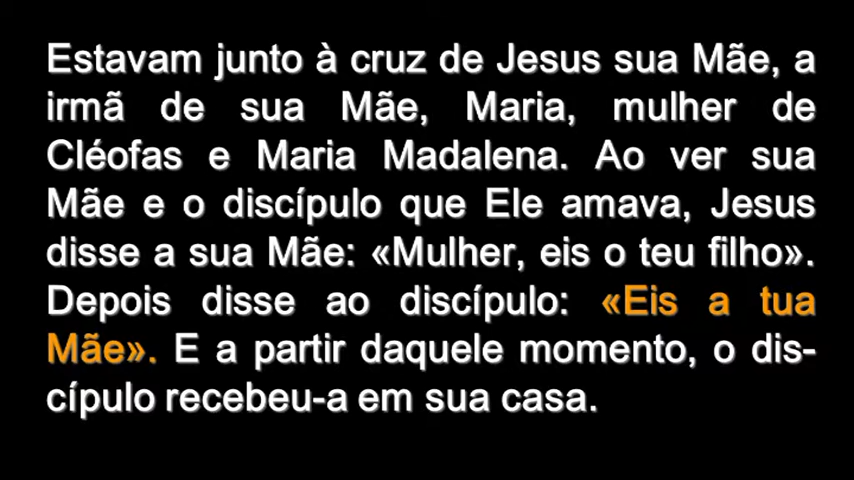 Estavam junto à cruz de Jesus sua Mãe, a
irmã de sua Mãe, Maria, mulher de
Cléofas e Maria Madalena. Ao ver sua
Mãe e o discípulo que Ele amava, Jesus
disse a sua Mãe: «Mulher, eis o teu filho».
Depois disse ao discípulo: «Eis a tua
Mãe». E a partir daquele momento, o dis-
cípulo recebeu-a em sua casa.